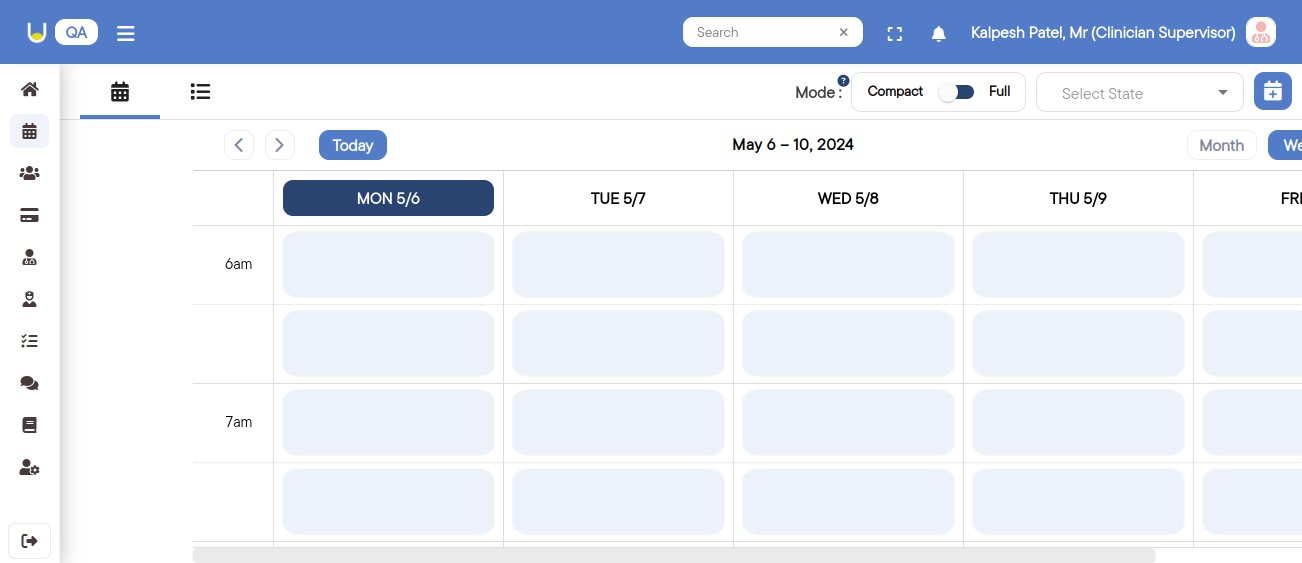 QA
Search
Kalpesh Patel, Mr (Clinician Supervisor)
Mode :
?
Compact
Full
Select State
Today
May 6 – 10, 2024
Month
We
MON 5/6
TUE 5/7
WED 5/8
THU 5/9
FRI
6am
7am